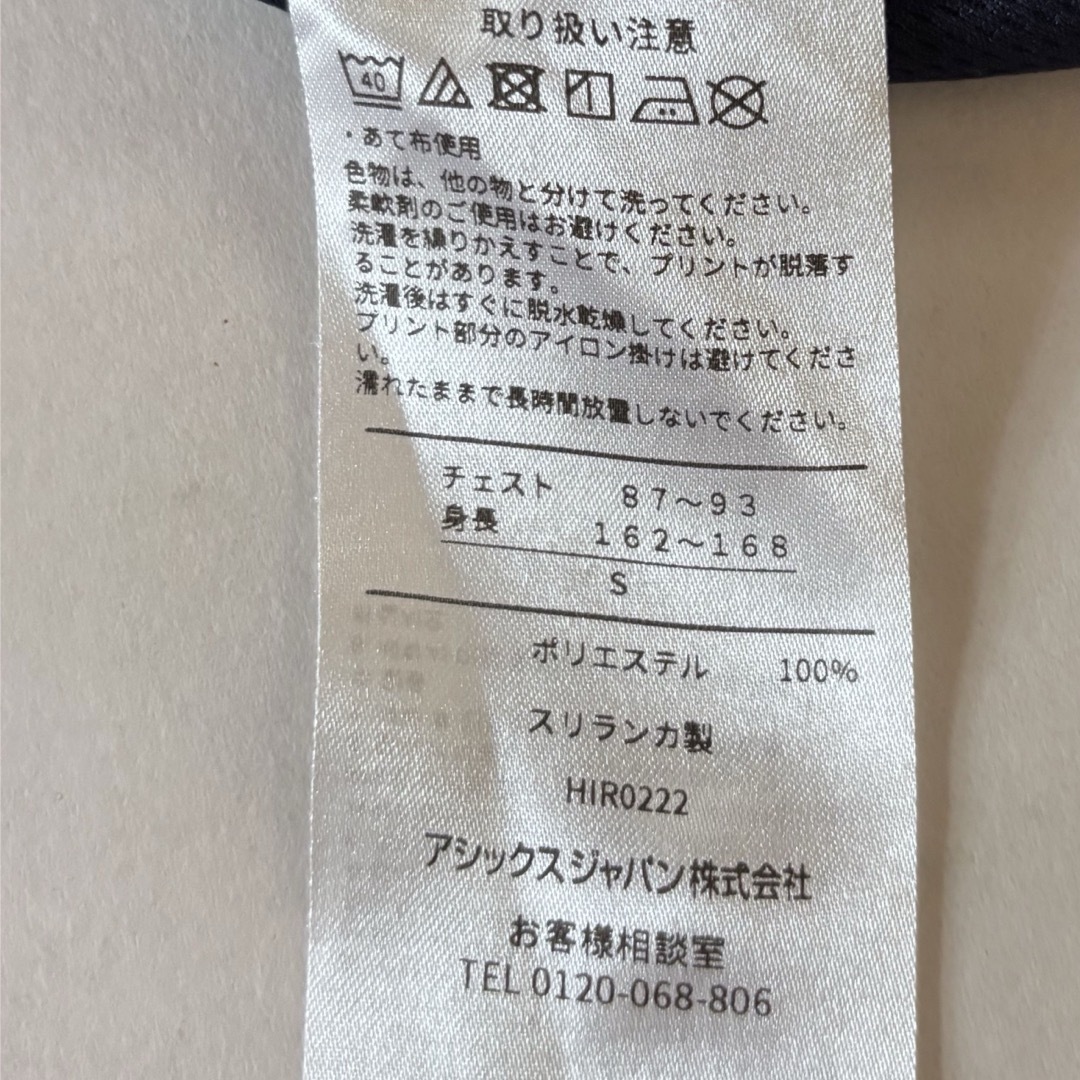 取り扱い注意
40
・あて布使用
色物は、他の物と分けて洗ってください。
柔軟剤のご使用はお避けください。
洗濯を繰りかえすことで、プリントが脱落す
ることがあります。
洗濯後はすぐに脱水乾燥してください。
プリント部分のアイロン掛けは避けてくださ
い。
濡れたままで長時間放置しないでください。
チェスト 87～93
身長 162～168
S
ポリエステル 100%
スリランカ製
HIR0222
アシックスジャパン株式会社
お客様相談室
TEL 0120-068-806